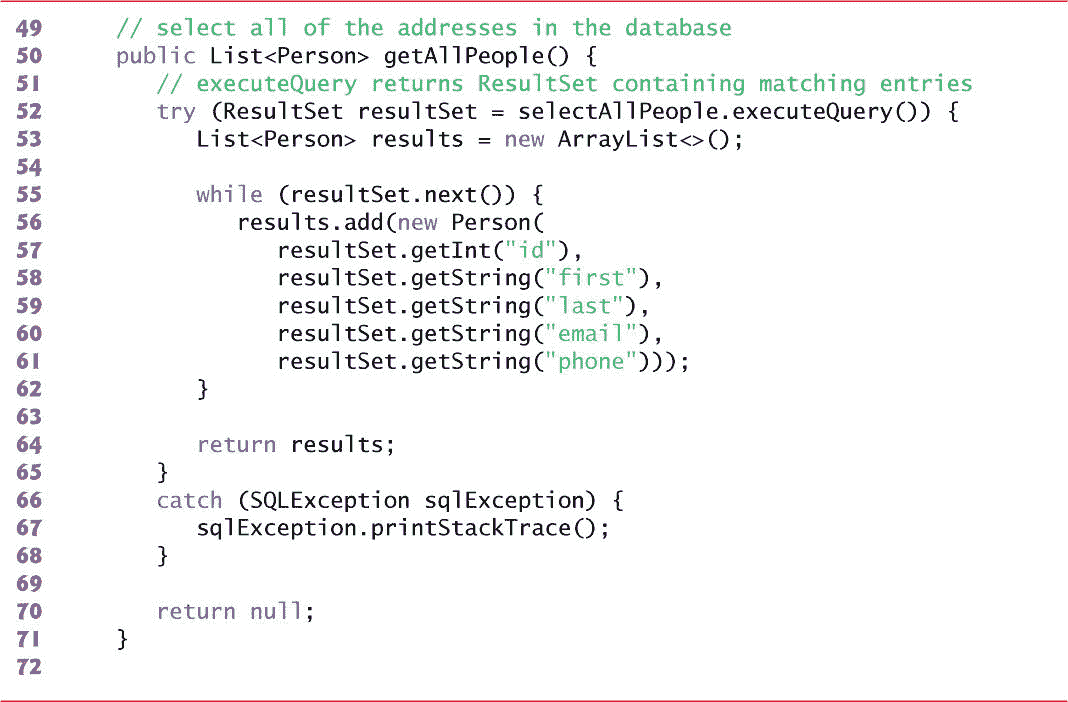 49 // select all of the addresses in the database
50 public List<Person> getAllPeople() {
51 // executeQuery returns ResultSet containing matching entries
52 try (ResultSet resultSet = selectAllPeople.executeQuery()) {
53 List<Person> results = new ArrayList<>();
54
55 while (resultSet.next()) {
56 results.add(new Person(
57 resultSet.getInt("id"),
58 resultSet.getString("first"),
59 resultSet.getString("last"),
60 resultSet.getString("email"),
61 resultSet.getString("phone")));
62 }
63
64 return results;
65 }
66 catch (SQLException sqlException) {
67 sqlException.printStackTrace();
68 }
69
70 return null;
71 }
72